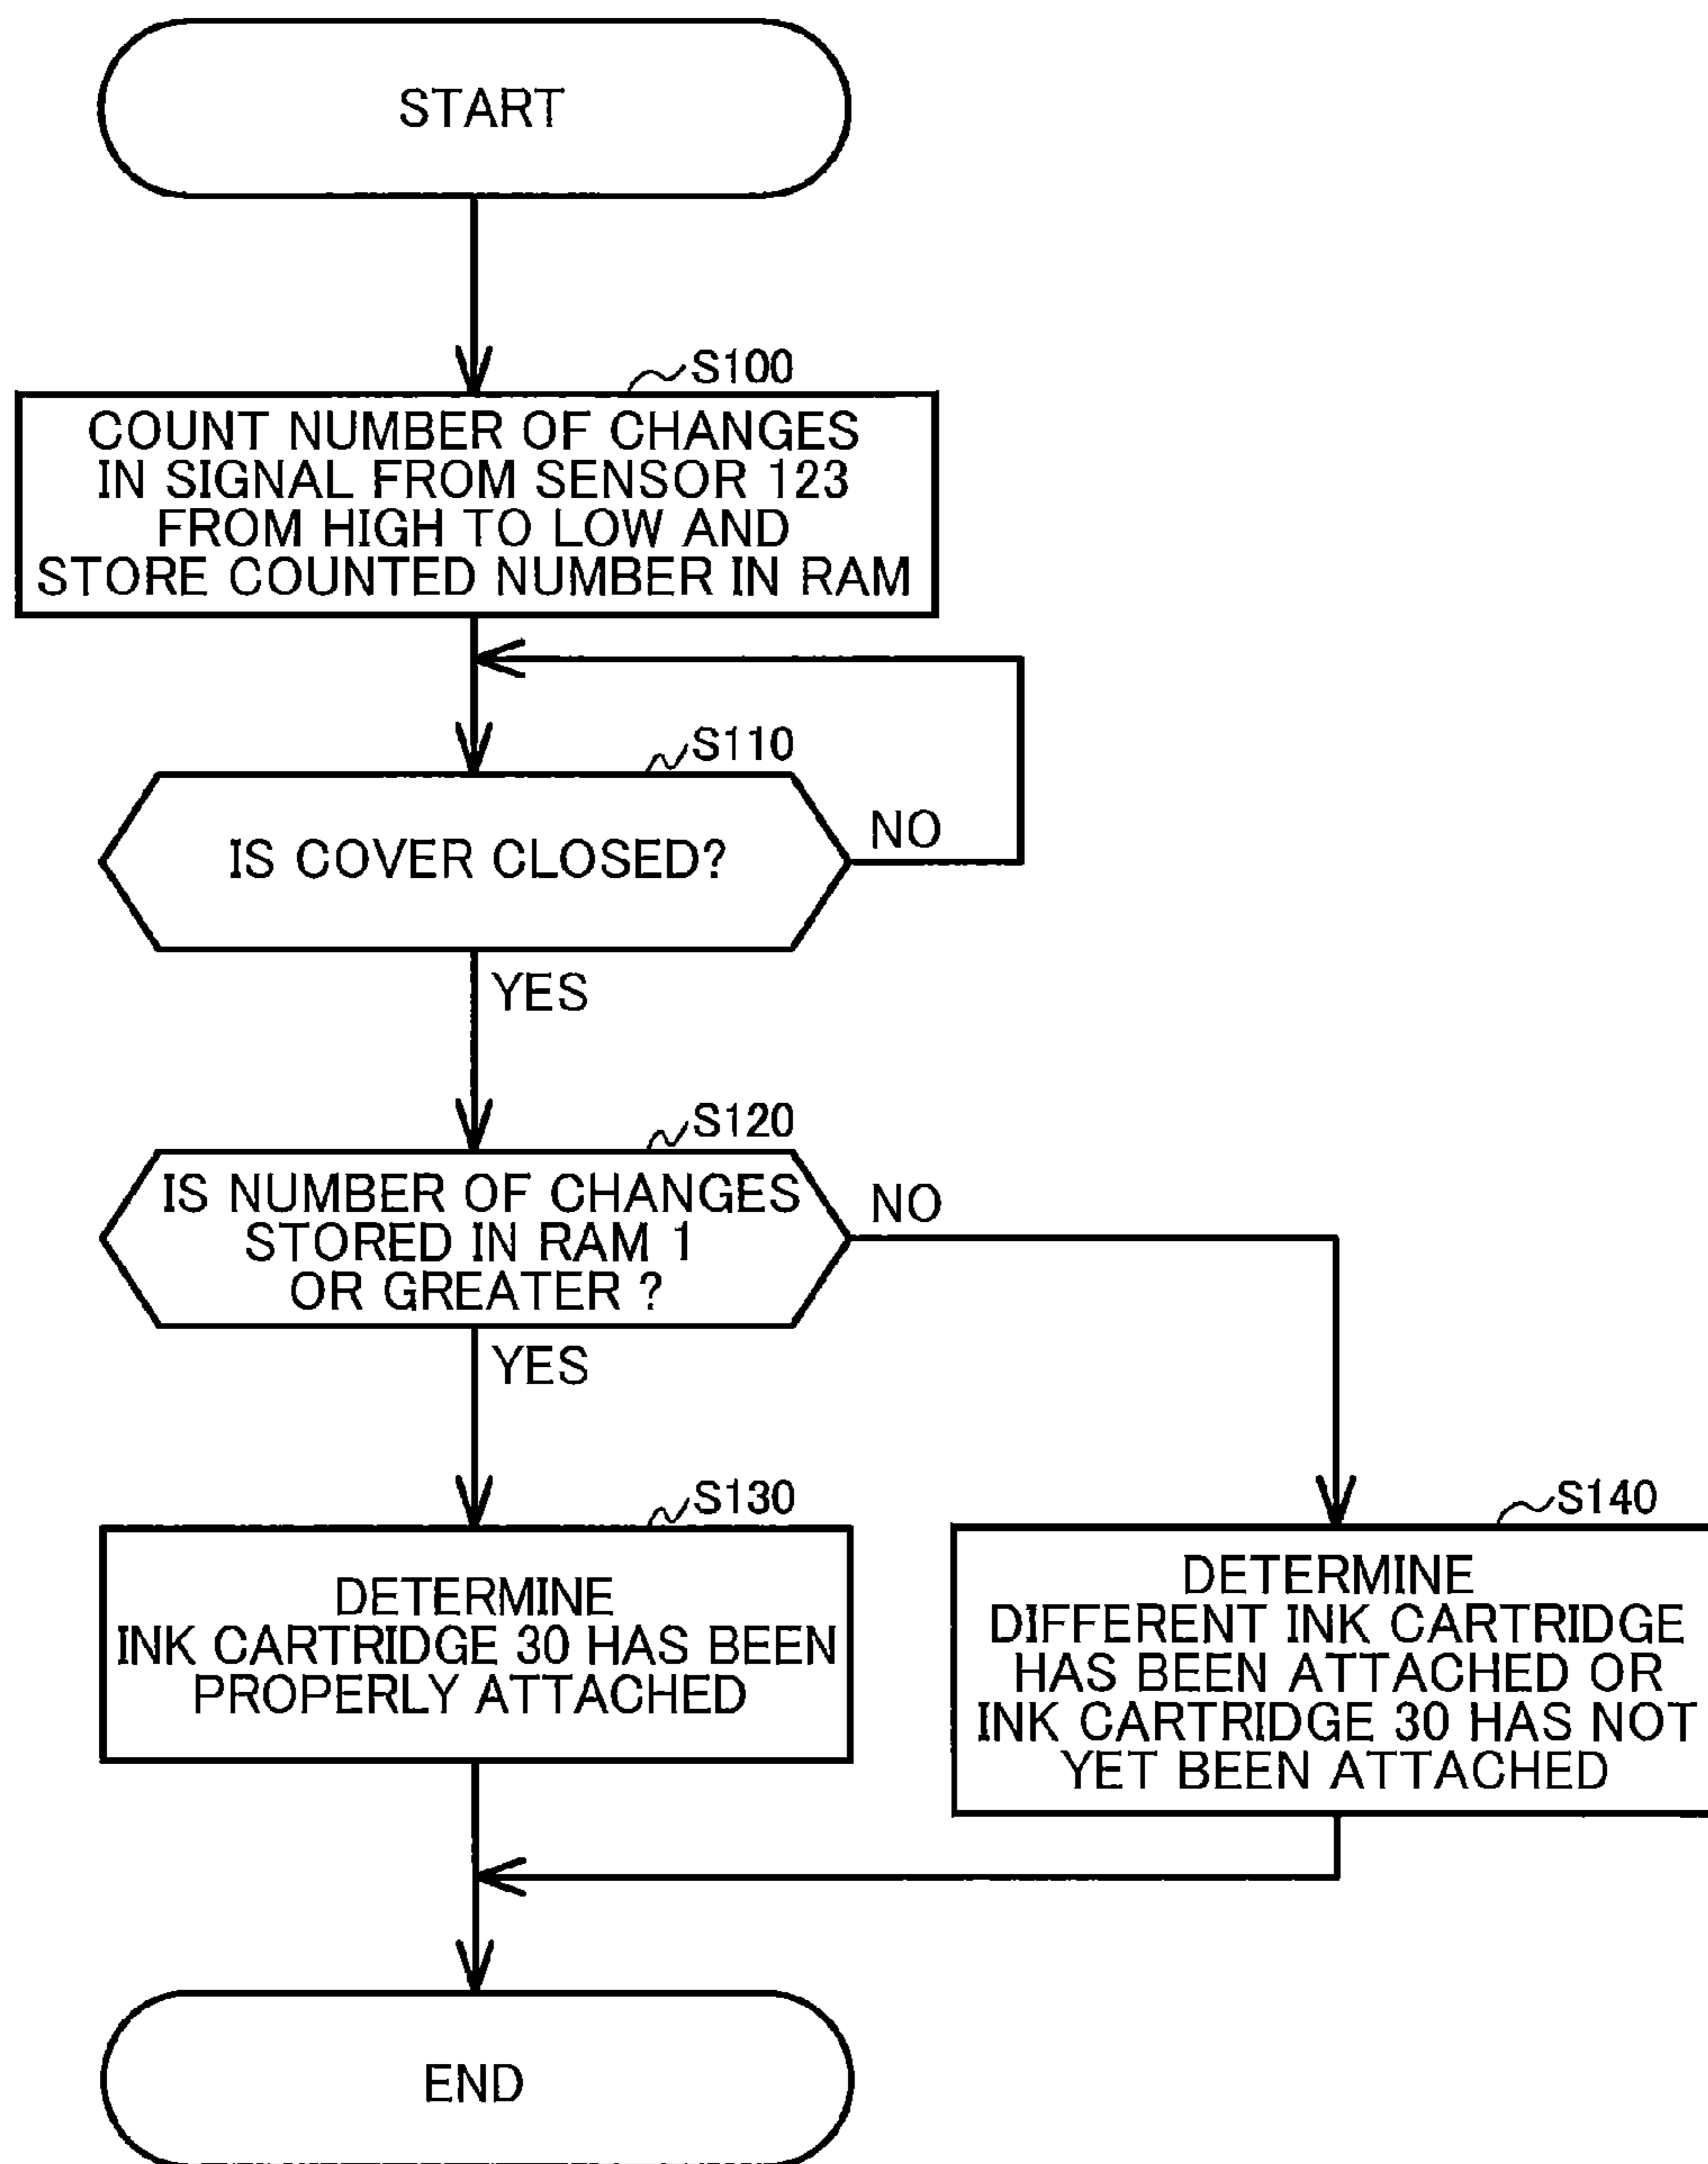 START
S100
COUNT NUMBER OF CHANGES
IN SIGNAL FROM SENSOR 123
FROM HIGH TO LOW AND
STORE COUNTED NUMBER IN RAM
S110
IS COVER CLOSED?
NO
YES
S120
IS NUMBER OF CHANGES
STORED IN RAM 1
OR GREATER ?
NO
YES
S130
DETERMINE
INK CARTRIDGE 30 HAS BEEN
PROPERLY ATTACHED
S140
DETERMINE
DIFFERENT INK CARTRIDGE
HAS BEEN ATTACHED OR
INK CARTRIDGE 30 HAS NOT
YET BEEN ATTACHED
END